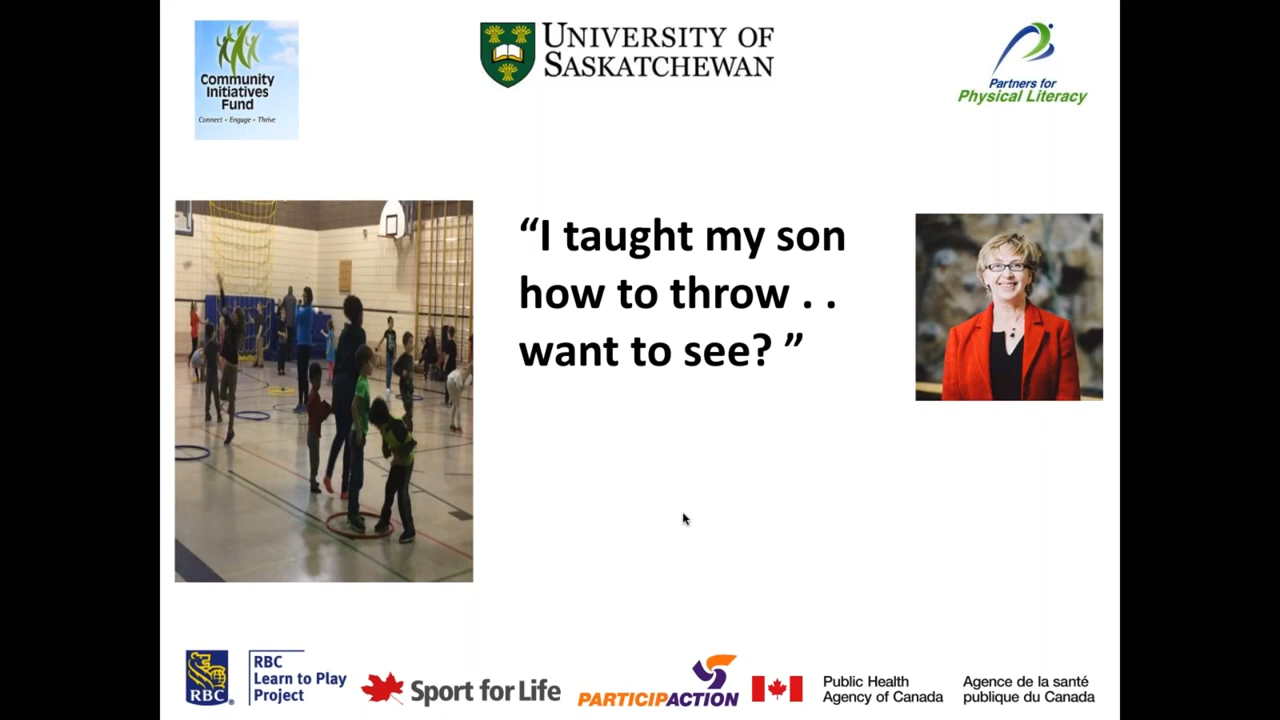 Community
Initiatives
Fund
Connect • Engage • Thrive
UNIVERSITY OF
SASKATCHEWAN
Partners for
Physical Literacy
“I taught my son
how to throw . .
want to see? ”
RBC
®
RBC
Learn to Play
Project
Sport for Life
PARTICIPACTION
Public Health
Agency of Canada
Agence de la santé
publique du Canada